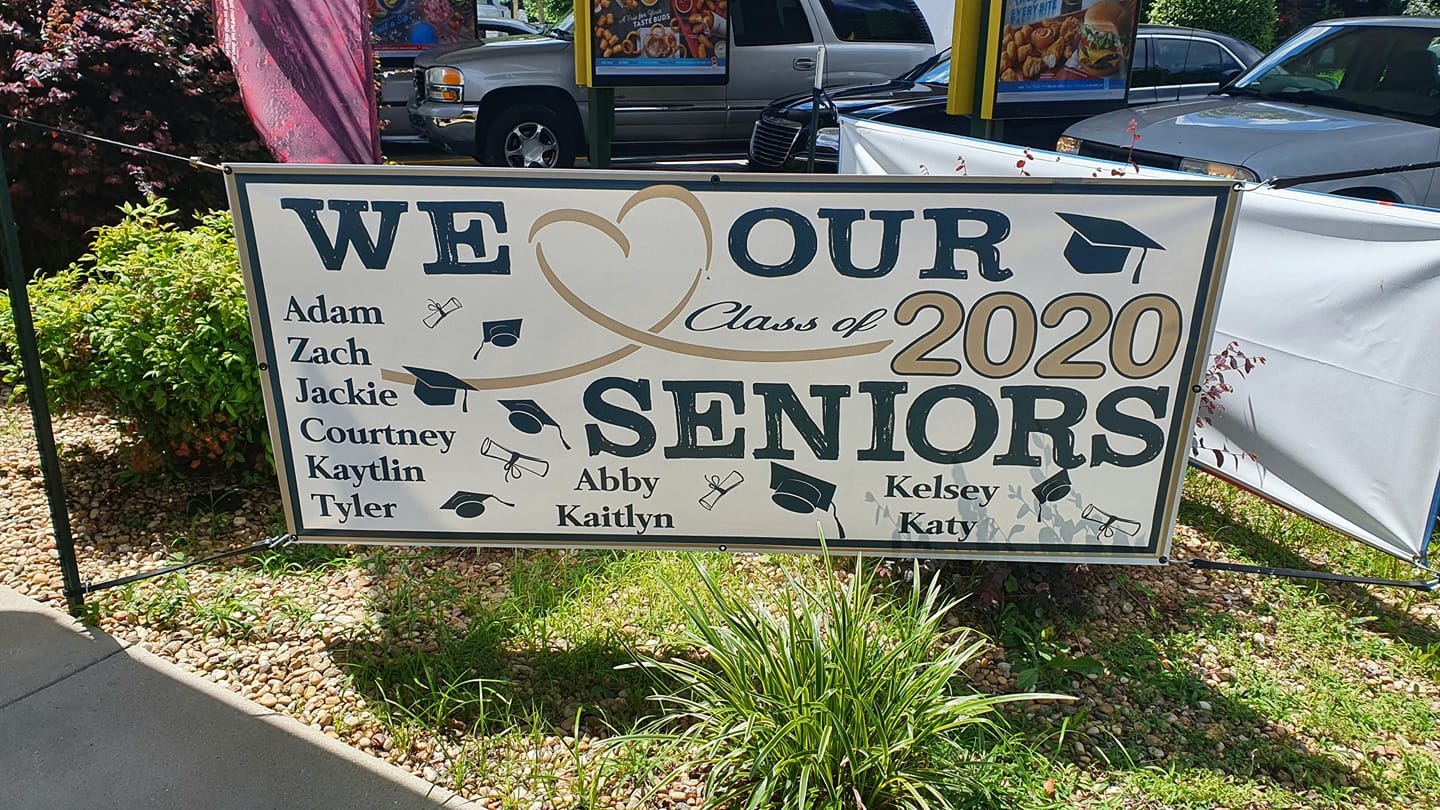 WE OUR
Class of 2020
SENIORS
Adam
Zach
Jackie
Courtney
Kaytlin
Tyler
Abby
Kaitlyn
Kelsey
Katy
TASTE BUDS
EVERY BITE